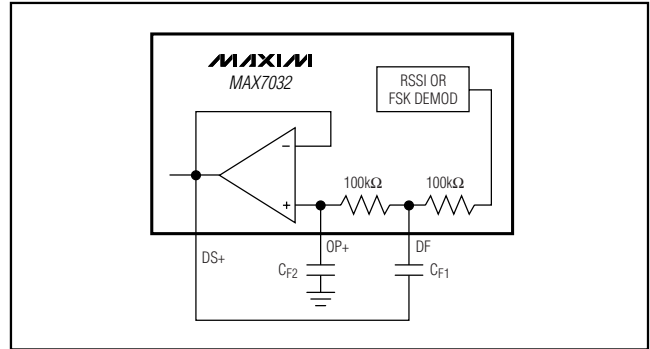 MAXIM
MAX7032
RSSI OR
FSK DEMOD
−
+
100kΩ
100kΩ
DS+
OP+
DF
CF2
CF1